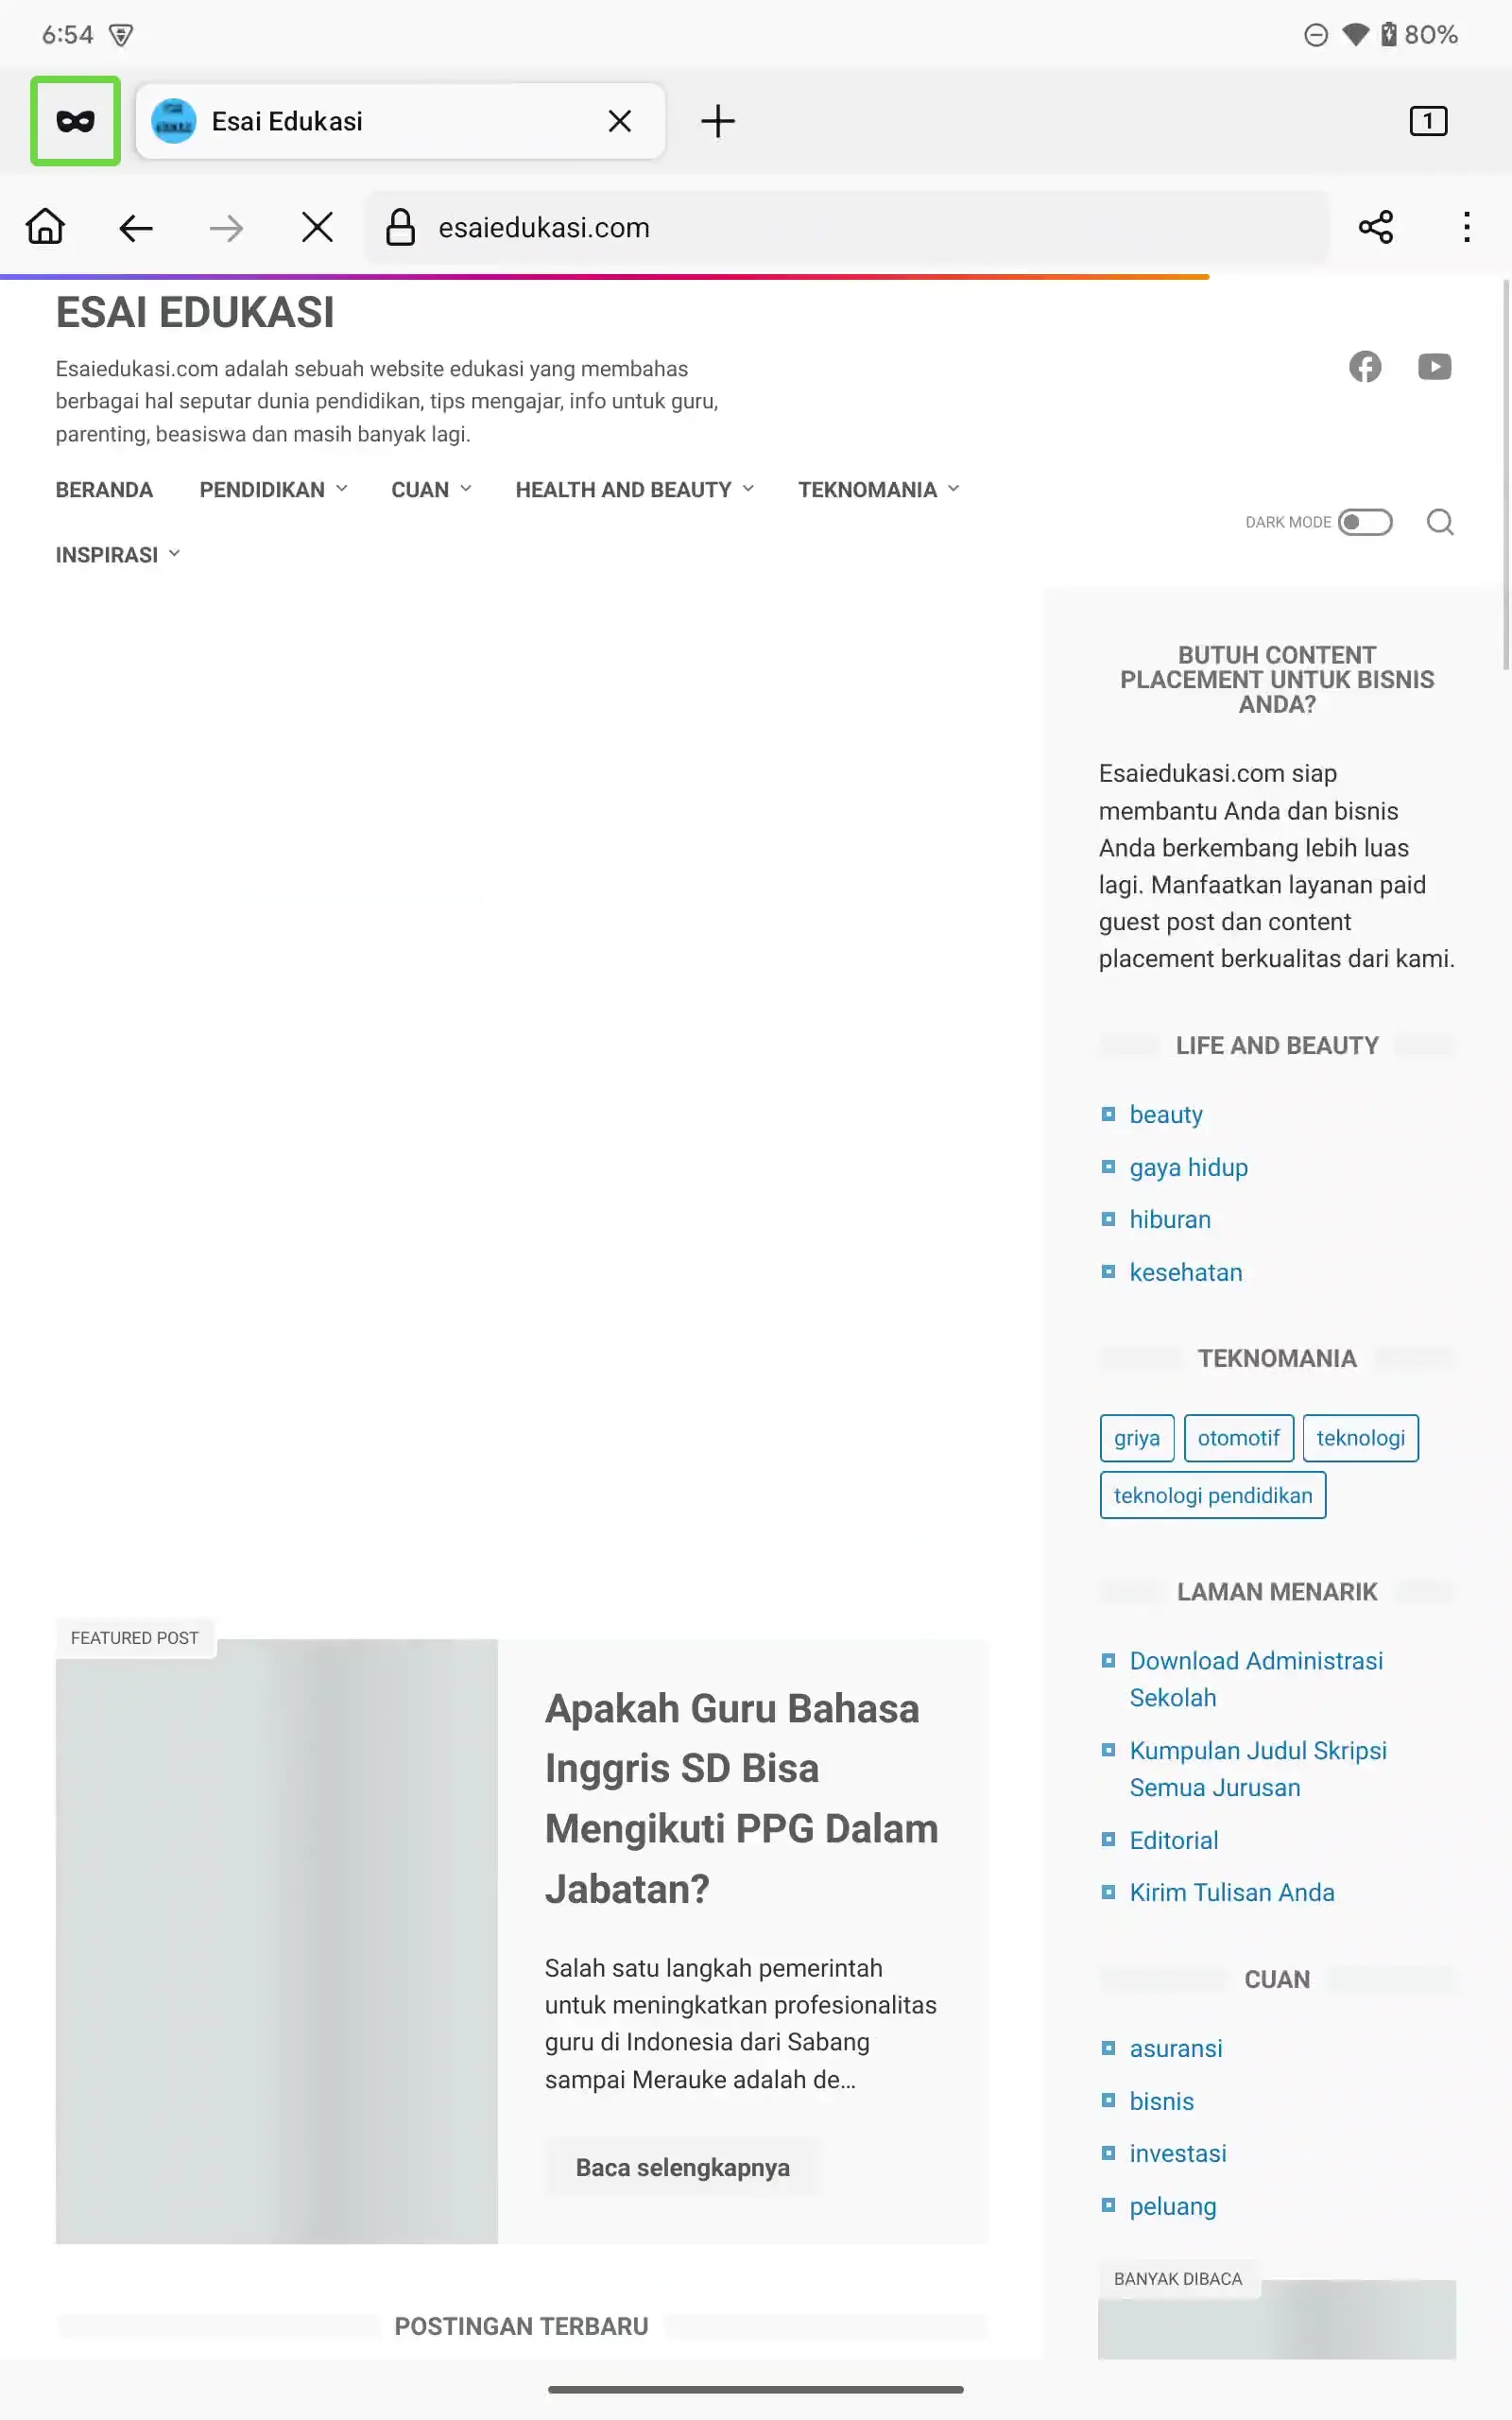 6:54
80%
Esai Edukasi
1
esaiedukasi.com
ESAI EDUKASI
Esaiedukasi.com adalah sebuah website edukasi yang membahas
berbagai hal seputar dunia pendidikan, tips mengajar, info untuk guru,
parenting, beasiswa dan masih banyak lagi.
BERANDA PENDIDIKAN CUAN HEALTH AND BEAUTY TEKNOMANIA
INSPIRASI
DARK MODE
BUTUH CONTENT
PLACEMENT UNTUK BISNIS
ANDA?
Esaiedukasi.com siap
membantu Anda dan bisnis
Anda berkembang lebih luas
lagi. Manfaatkan layanan paid
guest post dan content
placement berkualitas dari kami.
LIFE AND BEAUTY
beauty
gaya hidup
hiburan
kesehatan
TEKNOMANIA
griya otomotif teknologi
teknologi pendidikan
LAMAN MENARIK
Download Administrasi
Sekolah
Kumpulan Judul Skripsi
Semua Jurusan
Editorial
Kirim Tulisan Anda
CUAN
asuransi
bisnis
investasi
peluang
BANYAK DIBACA
FEATURED POST
Apakah Guru Bahasa
Inggris SD Bisa
Mengikuti PPG Dalam
Jabatan?
Salah satu langkah pemerintah
untuk meningkatkan profesionalitas
guru di Indonesia dari Sabang
sampai Merauke adalah de…
Baca selengkapnya
POSTINGAN TERBARU